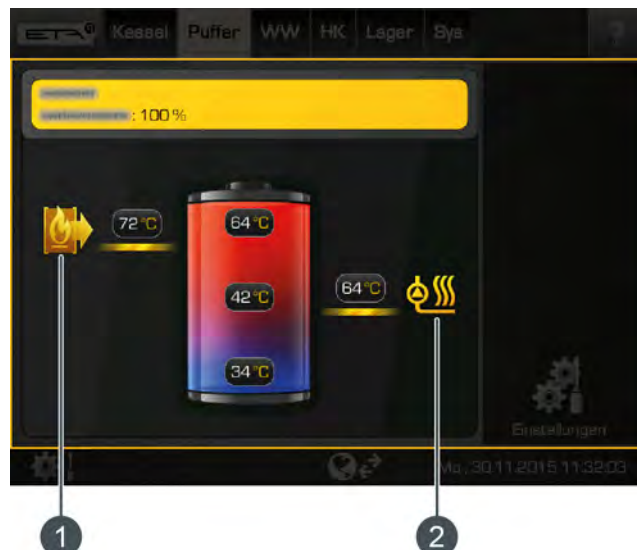 ETA Kessel Puffer WW HK Lager Sys ?
: 100 %
72 °C
64 °C
42 °C
64 °C
34 °C
Einstellungen
Mo., 30.11.2015 11:32:03
1 2